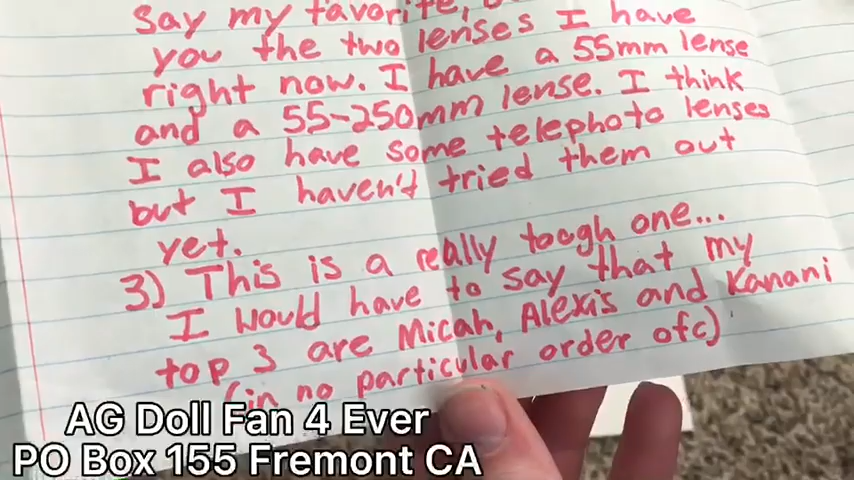 Say my favorite,
you the two lenses I have
right now. I have a 55mm lense
and a 55-250mm lense. I think
I also have some telephoto lenses
but I haven't tried them out
yet.
3) This is a really tough one...
I would have to say that my
top 3 are Micah, Alexis and Kanani
(in no particular order ofc)
AG Doll Fan 4 Ever
PO Box 155 Fremont CA